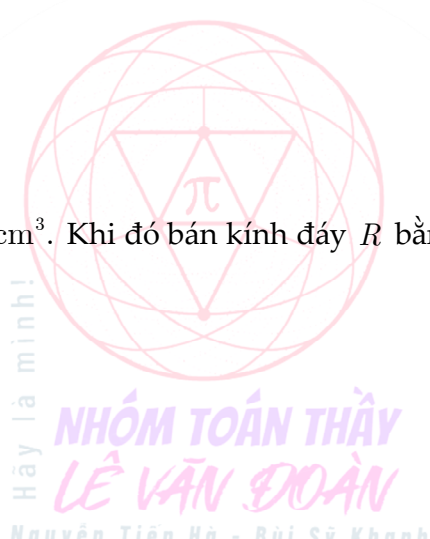 cm³. Khi đó bán kính đáy R bằ
π
Hãy là mình!
NHÓM TOÁN THẦY
LÊ VĂN ĐOÀN
Nguyễn Tiến Hà - Bùi Sỹ Khanh